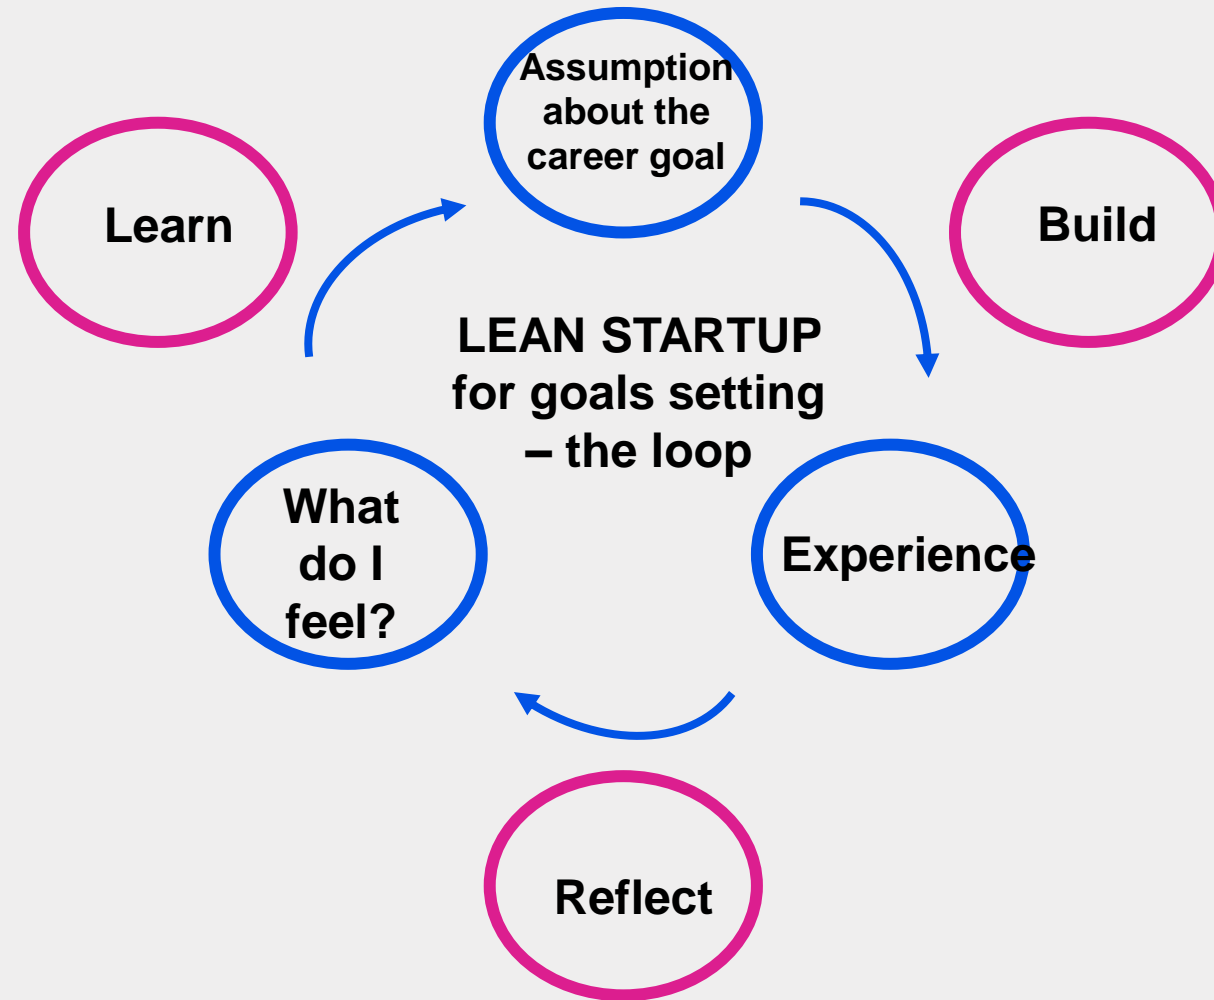 Assumption
about the
career goal
Learn
Build
LEAN STARTUP
for goals setting
– the loop
What
do I
feel?
Experience
Reflect